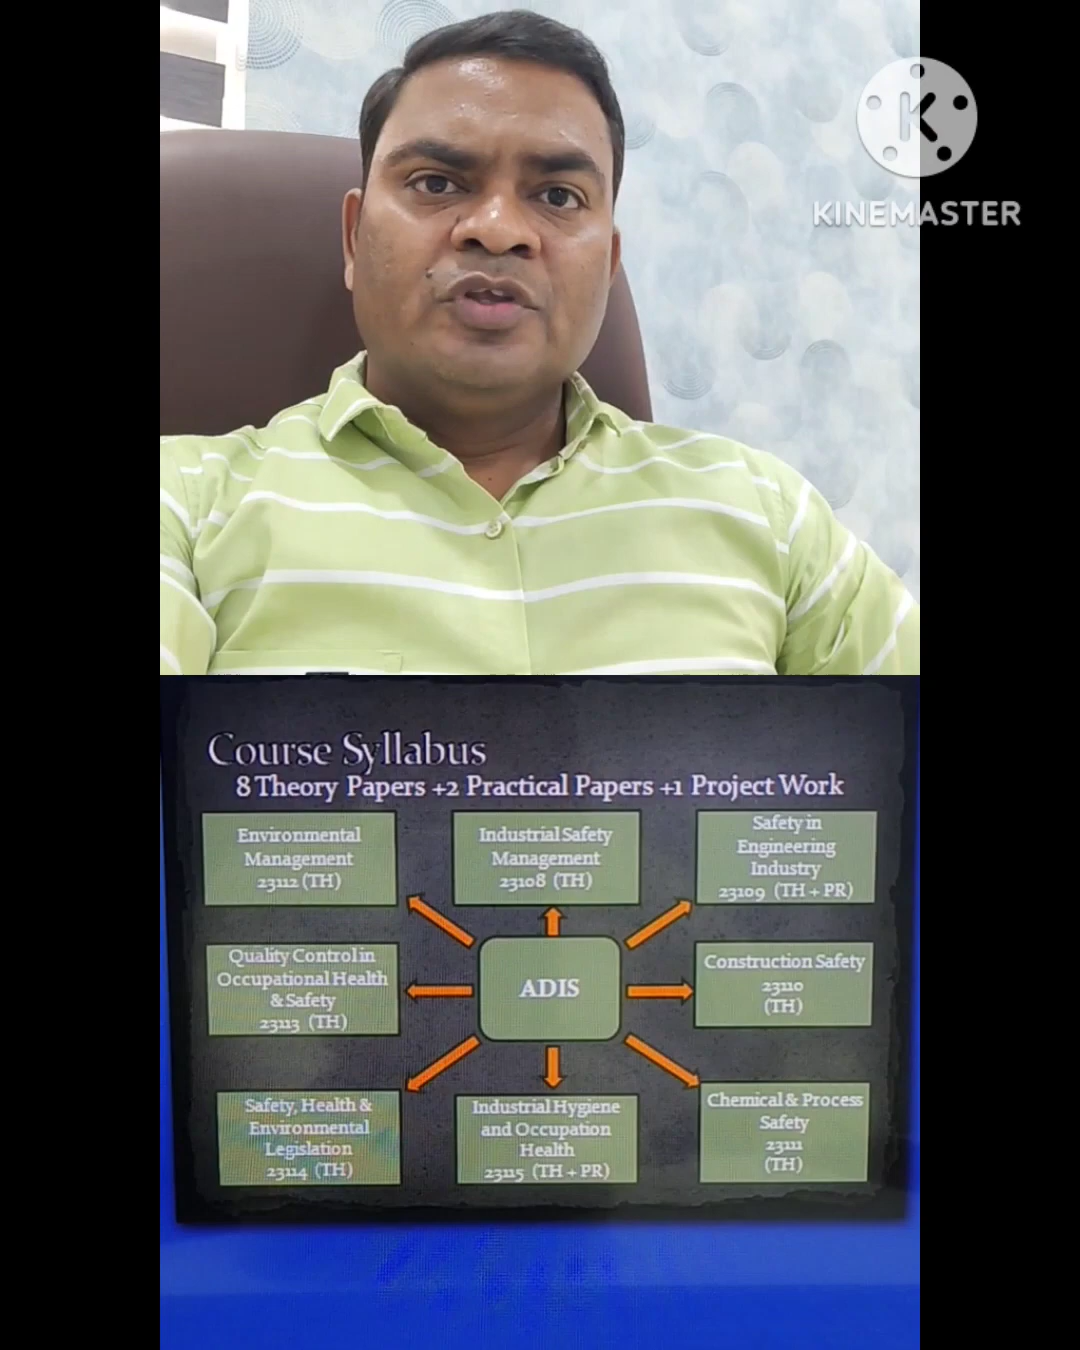 K
KINEMASTER
Course Syllabus
8 Theory Papers +2 Practical Papers +1 Project Work
Environmental
Management
23112 (TH)
Industrial Safety
Management
23108 (TH)
Safety in
Engineering
Industry
23109 (TH + PR)
Quality Control in
Occupational Health
& Safety
23113 (TH)
ADIS
Construction Safety
23110
(TH)
Safety, Health &
Environmental
Legislation
23114 (TH)
Industrial Hygiene
and Occupation
Health
23115 (TH + PR)
Chemical & Process
Safety
23111
(TH)